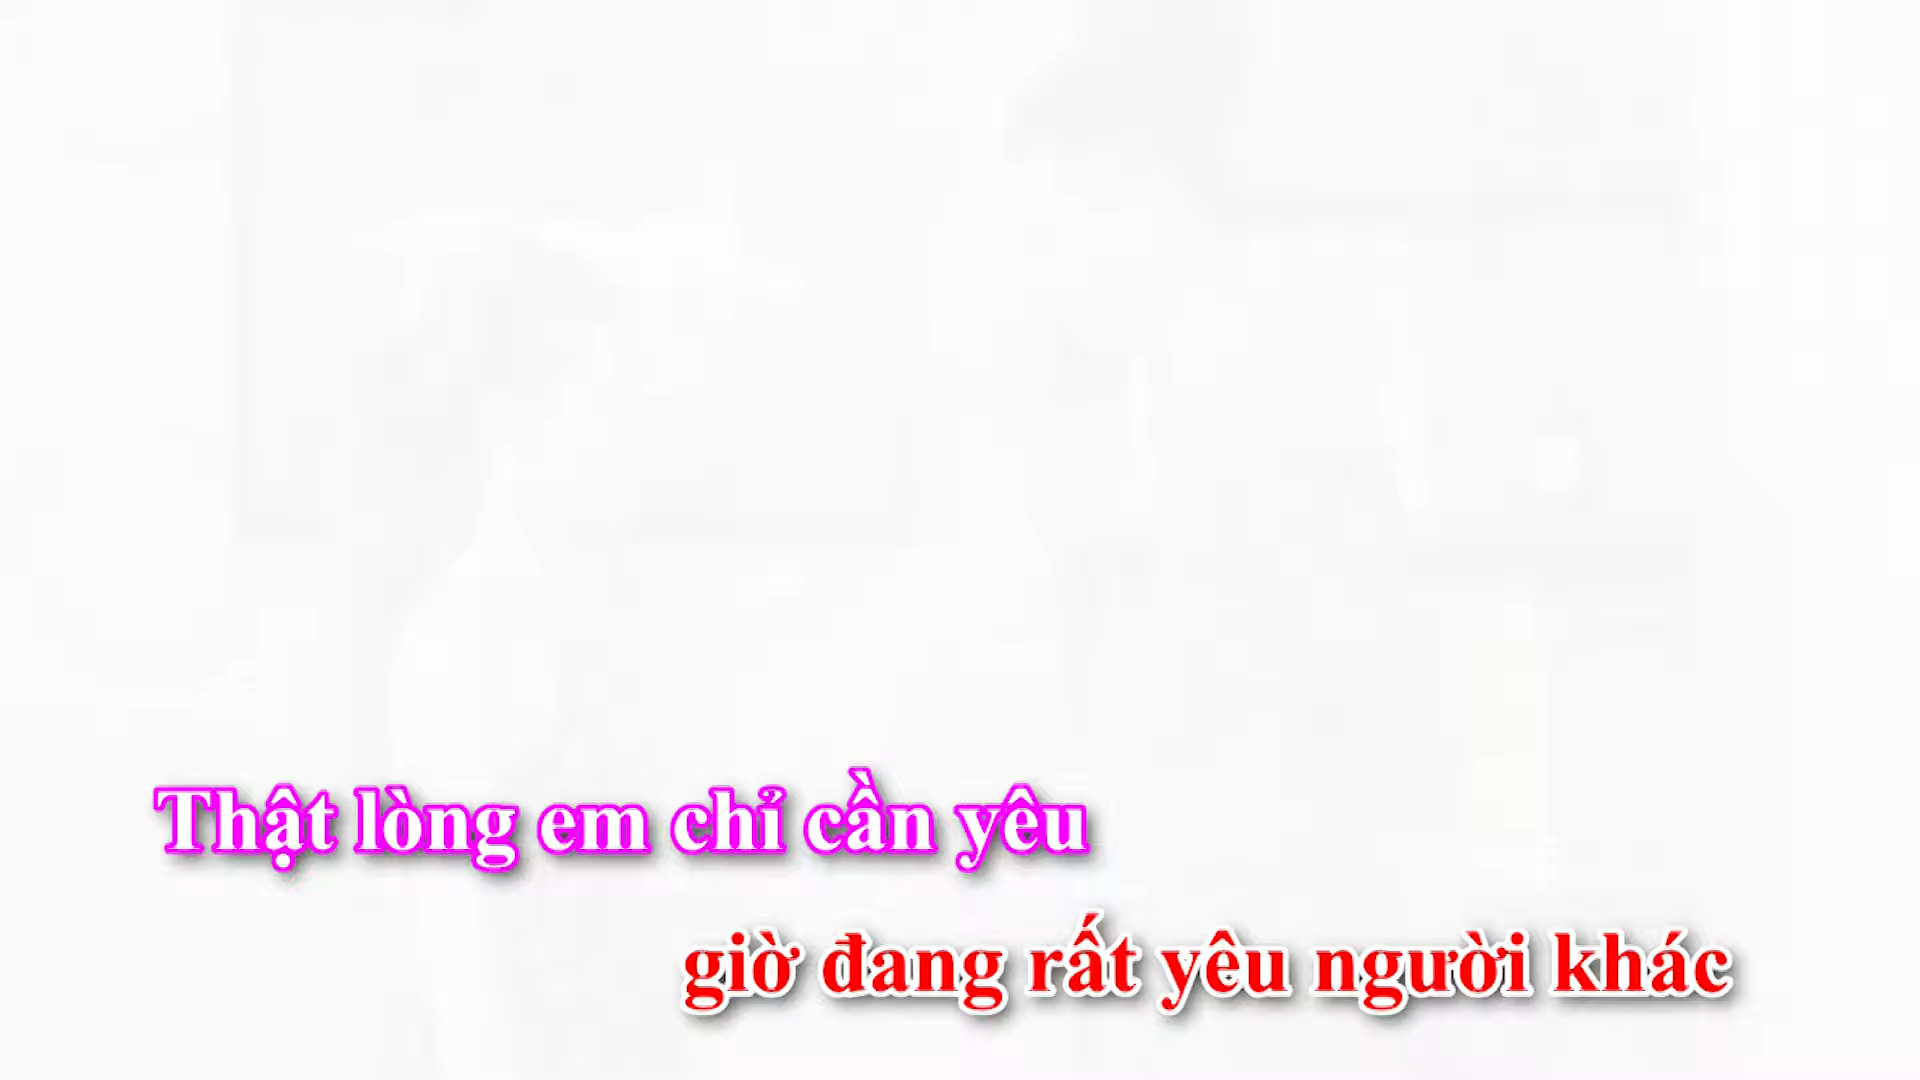 Thật lòng em chỉ cần yêu
giờ đang rất yêu người khác